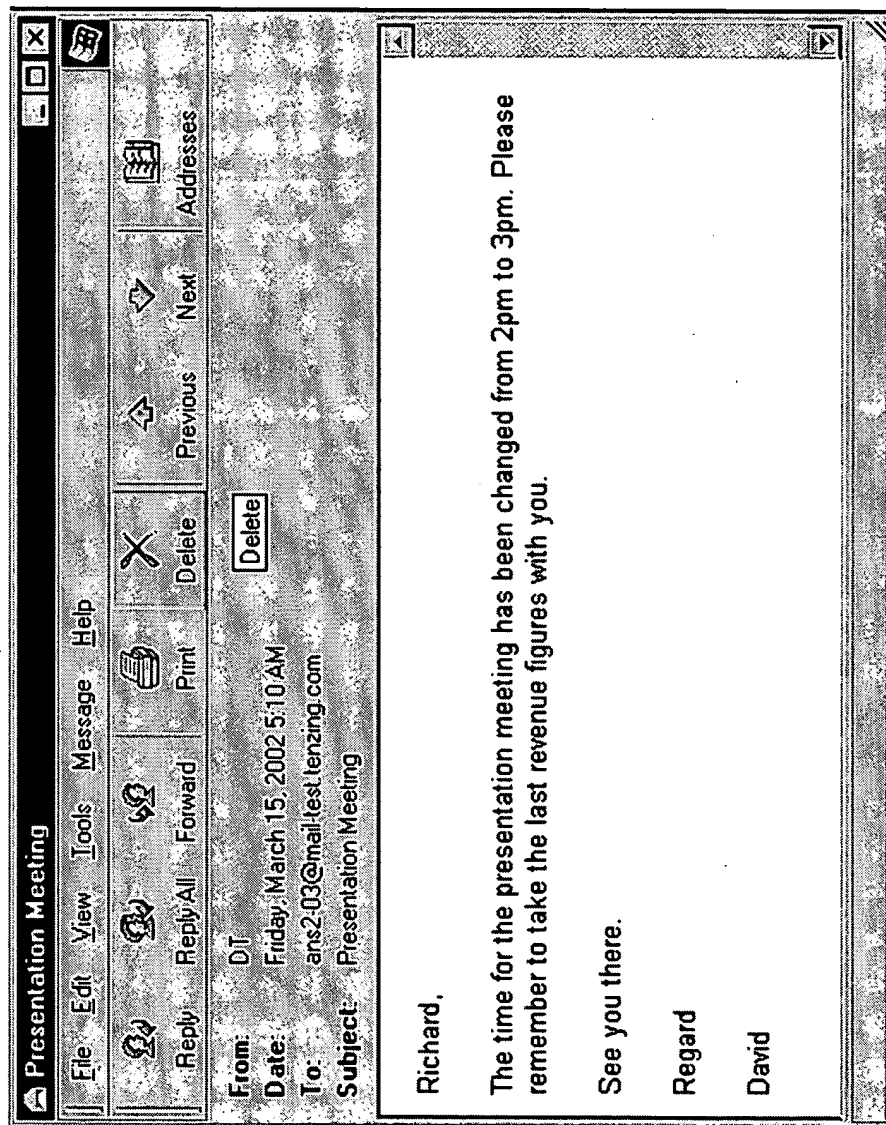 Presentation Meeting
File Edit View Tools Message Help
Reply Reply All Forward Print Delete Previous Next Addresses
Delete
From: DT
Date: Friday, March 15, 2002 5:10 AM
To: ans2-03@mail-test.tenzing.com
Subject: Presentation Meeting
Richard,
The time for the presentation meeting has been changed from 2pm to 3pm. Please
remember to take the last revenue figures with you.
See you there.
Regard
David